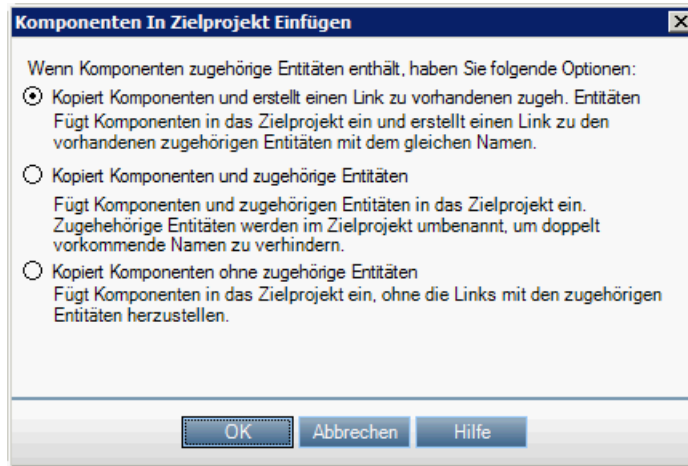 Komponenten In Zielprojekt Einfügen
Wenn Komponenten zugehörige Entitäten enthält, haben Sie folgende Optionen:
Kopiert Komponenten und erstellt einen Link zu vorhandenen zugeh. Entitäten
Fügt Komponenten in das Zielprojekt ein und erstellt einen Link zu den
vorhandenen zugehörigen Entitäten mit dem gleichen Namen.
Kopiert Komponenten und zugehörige Entitäten
Fügt Komponenten und zugehörigen Entitäten in das Zielprojekt ein.
Zugehehörige Entitäten werden im Zielprojekt umbenannt, um doppelt
vorkommende Namen zu verhindern.
Kopiert Komponenten ohne zugehörige Entitäten
Fügt Komponenten in das Zielprojekt ein, ohne die Links mit den zugehörigen
Entitäten herzustellen.
OK Abbrechen Hilfe